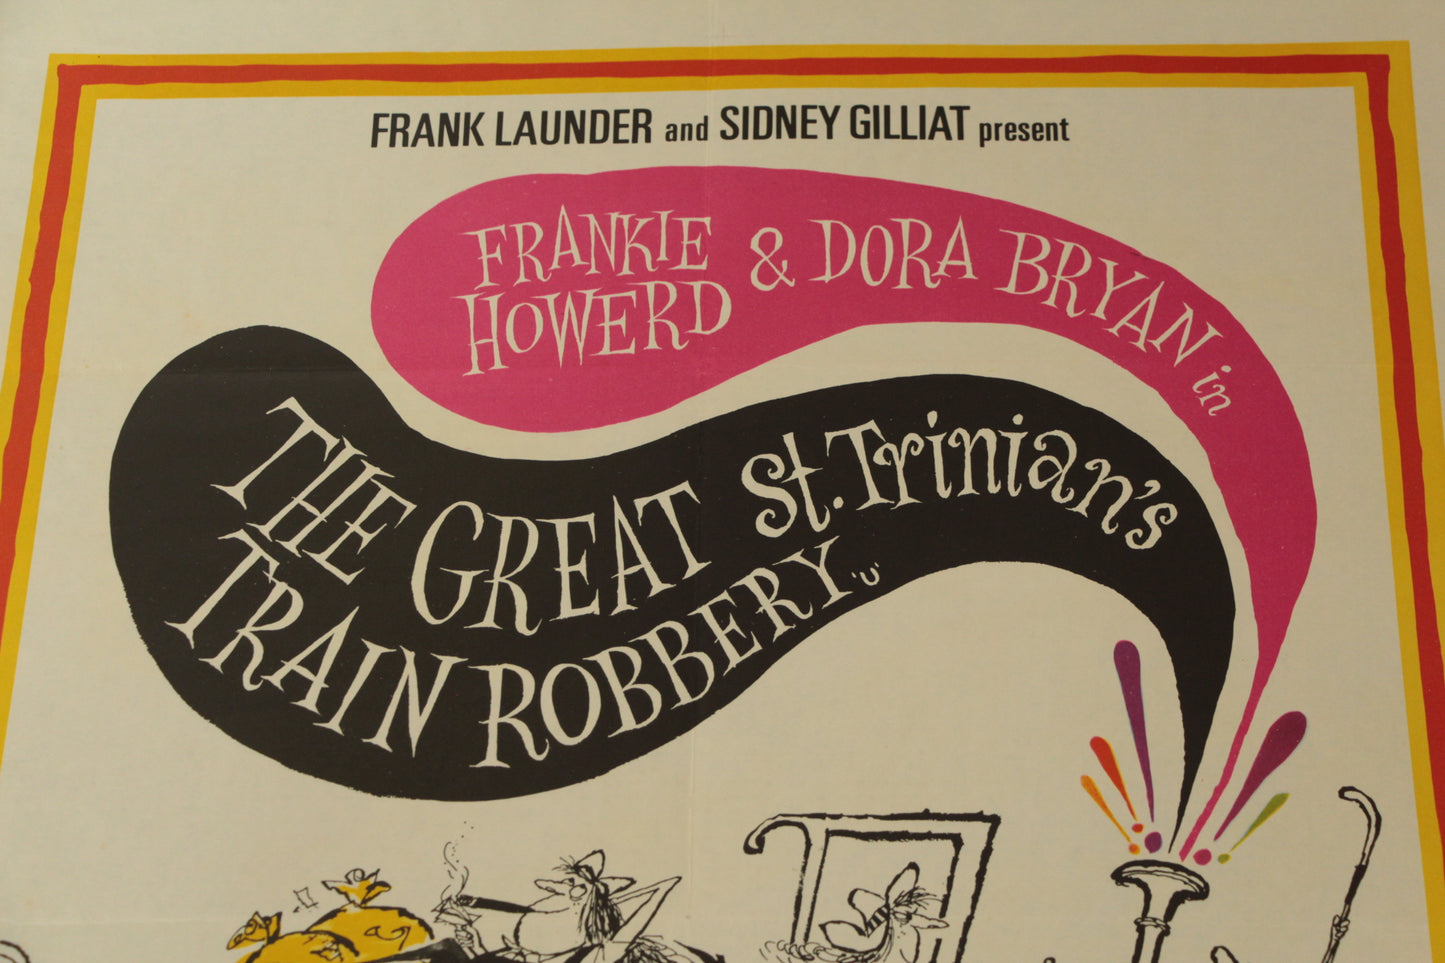 FRANK LAUNDER and SIDNEY GILLIAT present
FRANKIE HOWERD & DORA BRYAN in
THE GREAT St. Trinian's
TRAIN ROBBERY "U"